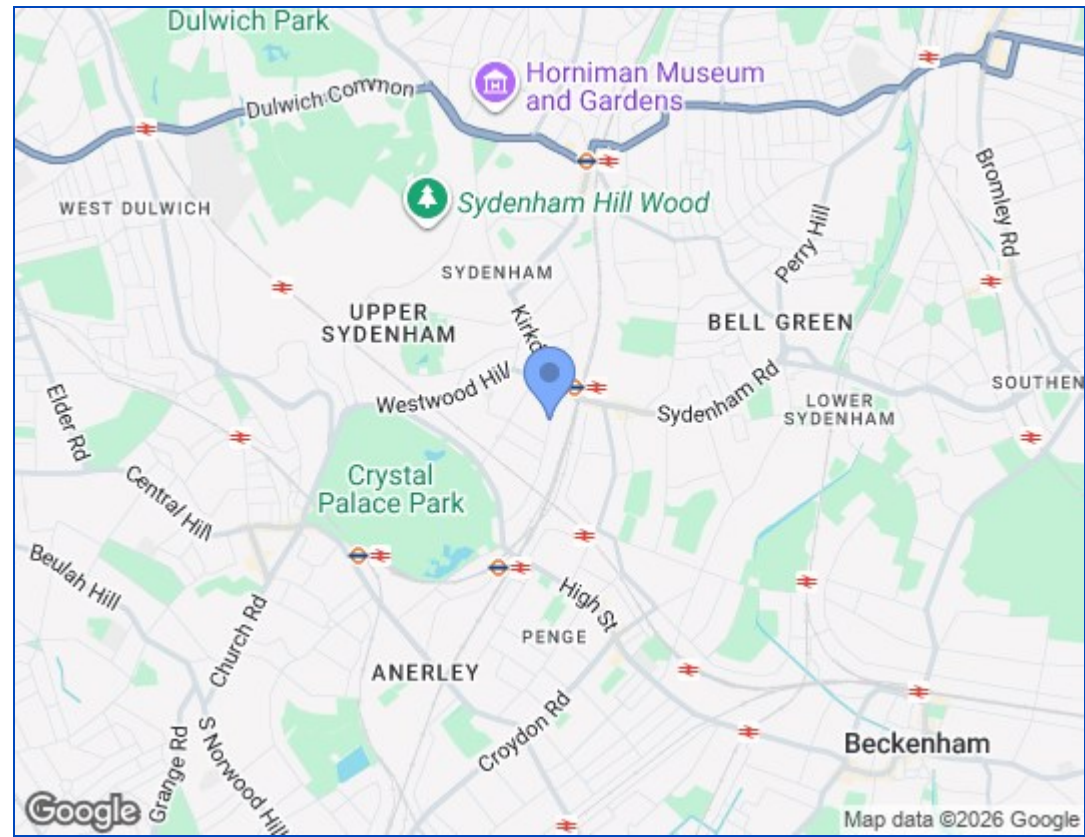 Dulwich Park
Horniman Museum
and Gardens
Dulwich Common
Bromley Rd
WEST DULWICH
Sydenham Hill Wood
Perry Hill
SYDENHAM
UPPER
SYDENHAM
BELL GREEN
Westwood Hill
Sydenham Rd
SOUTHEN
LOWER
SYDENHAM
Elder Rd
Crystal
Palace Park
Central Hill
Beulah Hill
High St
Church Rd
PENGE
ANERLEY
Croydon Rd
Beckenham
Grange Rd
S Norwood Hill
Google
Map data ©2026 Google